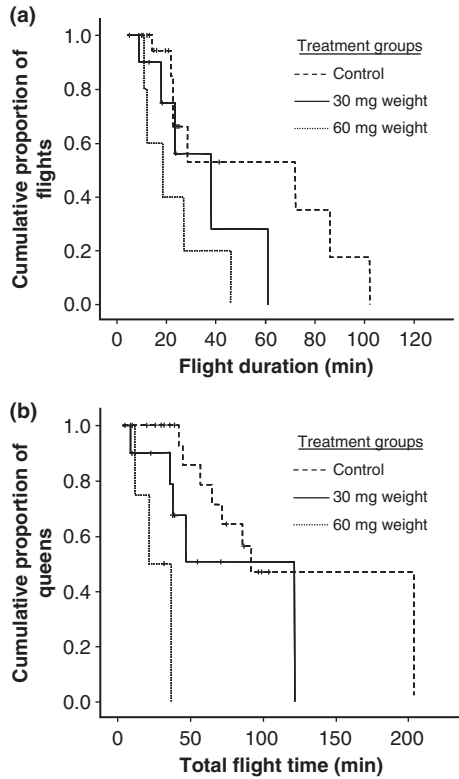 (a)
Cumulative proportion of
flights
1.0
0.8
0.6
0.4
0.2
0.0
Treatment groups
Control
30 mg weight
60 mg weight
0 20 40 60 80 100 120
Flight duration (min)
(b)
Cumulative proportion of
queens
1.0
0.8
0.6
0.4
0.2
0.0
Treatment groups
Control
30 mg weight
60 mg weight
0 50 100 150 200
Total flight time (min)